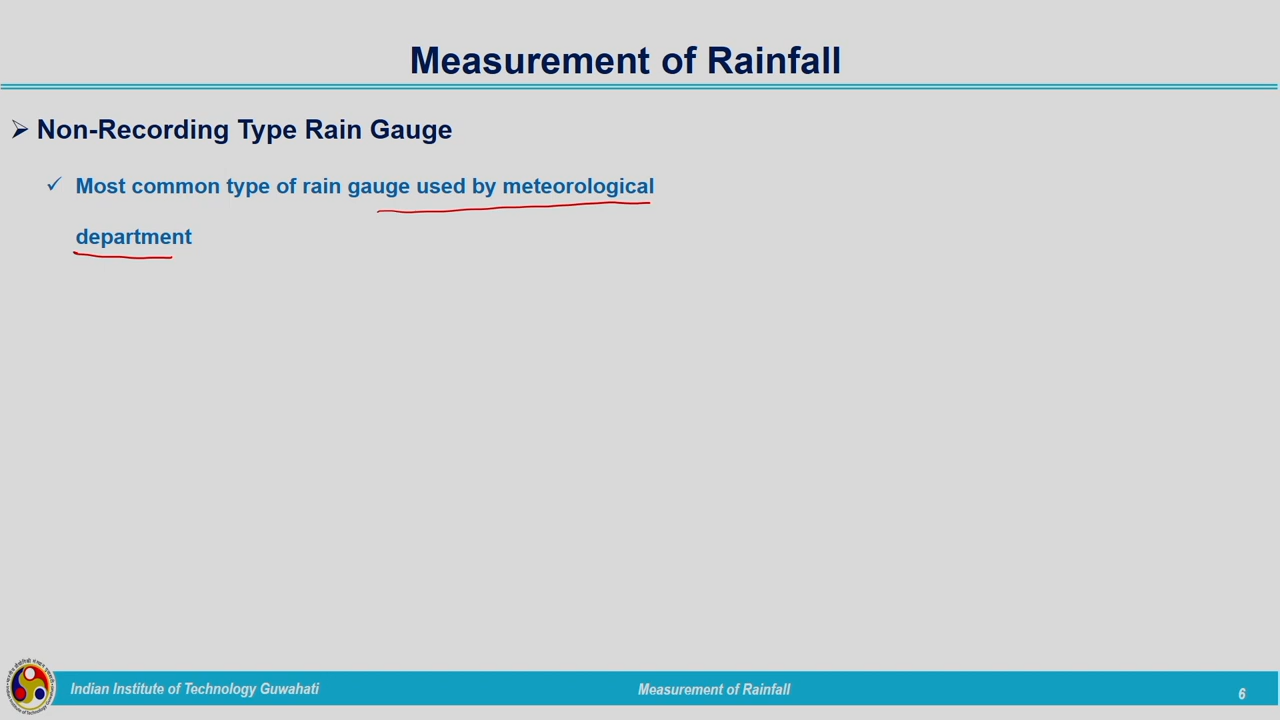 Measurement of Rainfall
Non-Recording Type Rain Gauge
Most common type of rain gauge used by meteorological
department
Indian Institute of Technology Guwahati
Measurement of Rainfall
6